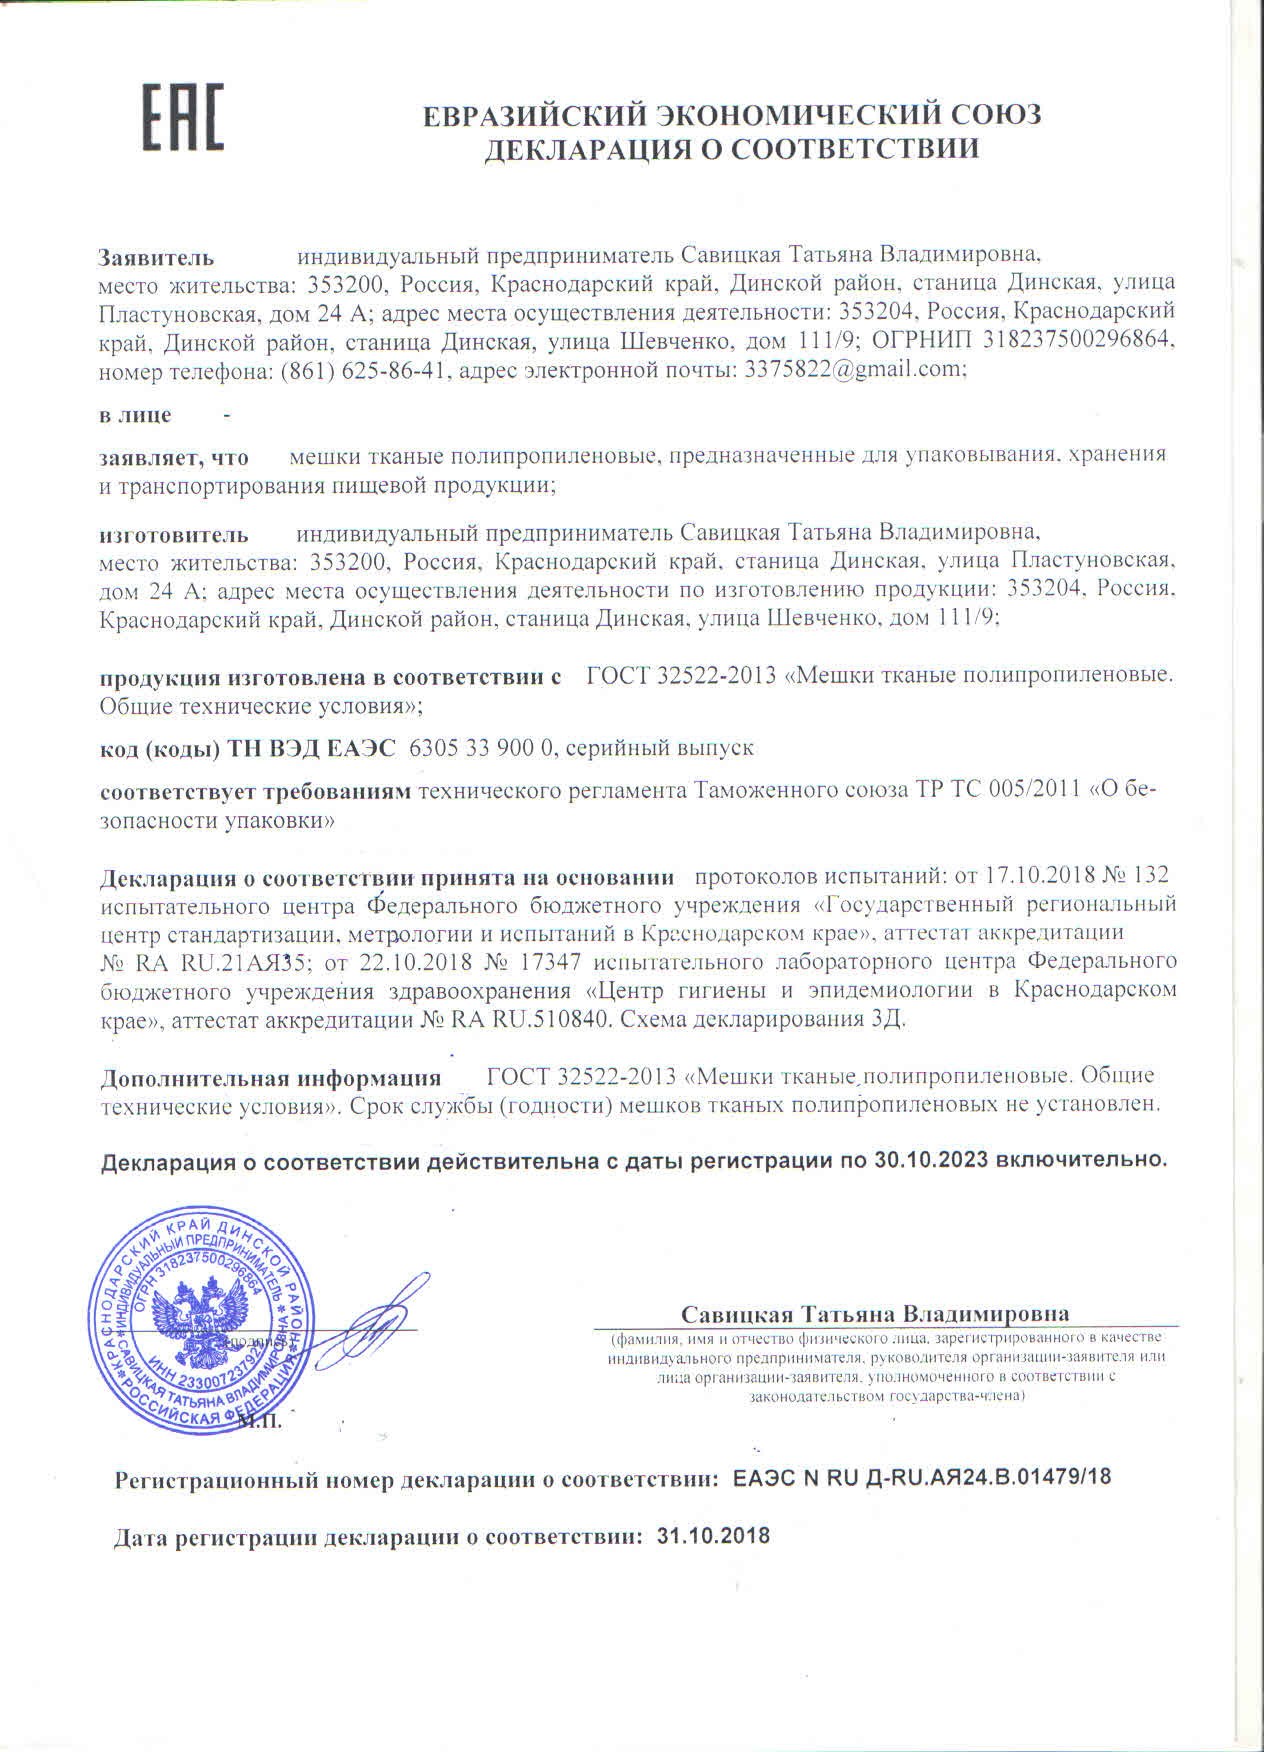 ЕАС
ЕВРАЗИЙСКИЙ ЭКОНОМИЧЕСКИЙ СОЮЗ
ДЕКЛАРАЦИЯ О СООТВЕТСТВИИ
Заявитель индивидуальный предприниматель Савицкая Татьяна Владимировна,
место жительства: 353200, Россия, Краснодарский край, Динской район, станица Динская, улица
Пластуновская, дом 24 А; адрес места осуществления деятельности: 353204, Россия, Краснодарский
край, Динской район, станица Динская, улица Шевченко, дом 111/9; ОГРНИП 318237500296864,
номер телефона: (861) 625-86-41, адрес электронной почты: 3375822@gmail.com;
в лице -
заявляет, что мешки тканые полипропиленовые, предназначенные для упаковывания, хранения
и транспортирования пищевой продукции;
изготовитель индивидуальный предприниматель Савицкая Татьяна Владимировна,
место жительства: 353200, Россия, Краснодарский край, станица Динская, улица Пластуновская,
дом 24 А; адрес места осуществления деятельности по изготовлению продукции: 353204, Россия,
Краснодарский край, Динской район, станица Динская, улица Шевченко, дом 111/9;
продукция изготовлена в соответствии с ГОСТ 32522-2013 «Мешки тканые полипропиленовые.
Общие технические условия»;
код (коды) ТН ВЭД ЕАЭС 6305 33 900 0, серийный выпуск
соответствует требованиям технического регламента Таможенного союза ТР ТС 005/2011 «О бе-
зопасности упаковки»
Декларация о соответствии принята на основании протоколов испытаний: от 17.10.2018 № 132
испытательного центра Федерального бюджетного учреждения «Государственный региональный
центр стандартизации, метрологии и испытаний в Краснодарском крае», аттестат аккредитации
№ RA RU.21АЯ35; от 22.10.2018 № 17347 испытательного лабораторного центра Федерального
бюджетного учреждения здравоохранения «Центр гигиены и эпидемиологии в Краснодарском
крае», аттестат аккредитации № RA RU.510840. Схема декларирования 3Д.
Дополнительная информация ГОСТ 32522-2013 «Мешки тканые полипропиленовые. Общие
технические условия». Срок службы (годности) мешков тканых полипропиленовых не установлен.
Декларация о соответствии действительна с даты регистрации по 30.10.2023 включительно.
КРАСНОДАРСКИЙ КРАЙ ДИНСКОЙ РАЙОН
РОССИЙСКАЯ ФЕДЕРАЦИЯ
ИНДИВИДУАЛЬНЫЙ ПРЕДПРИНИМАТЕЛЬ
САВИЦКАЯ ТАТЬЯНА ВЛАДИМИРОВНА
ОГРН 318237500296864
ИНН
подпись
М.П.
Савицкая Татьяна Владимировна
(фамилия, имя и отчество физического лица, зарегистрированного в качестве
индивидуального предпринимателя, руководителя организации-заявителя или
лица организации-заявителя, уполномоченного в соответствии с
законодательством государства-члена)
Регистрационный номер декларации о соответствии: ЕАЭС N RU Д-RU.АЯ24.В.01479/18
Дата регистрации декларации о соответствии: 31.10.2018